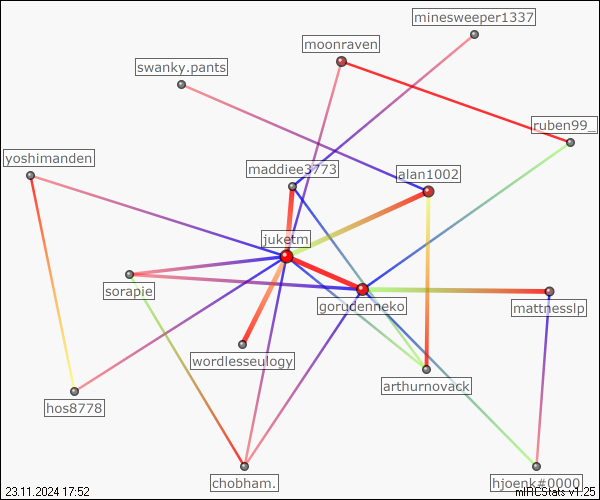 minesweeper1337
moonraven
swanky.pants
ruben99_
yoshimanden
maddiee3773
alan1002
juketm
sorapie
gorudenneko
mattnesslp
wordlesseulogy
arthurnovack
hos8778
chobham.
hjoenk#0000
23.11.2024 17:52
mIRCStats v1.25